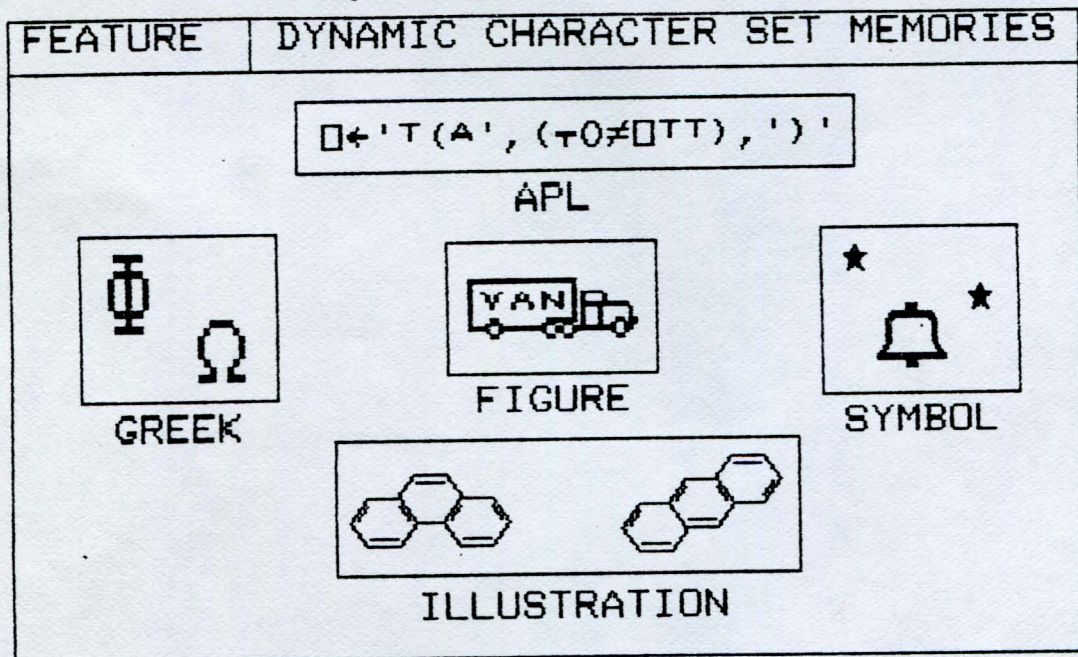 FEATURE DYNAMIC CHARACTER SET MEMORIES
⎕←'T(A',(⍑0≠⎕TT),')'
APL
Φ
Ω
VAN
GREEK
FIGURE
SYMBOL
ILLUSTRATION